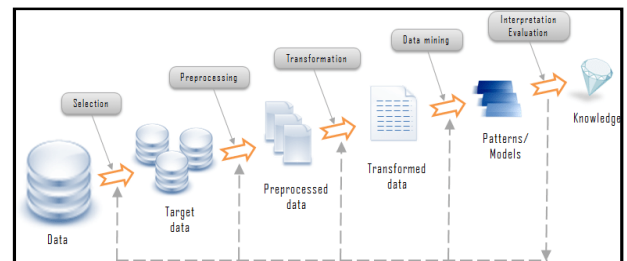 Interpretation
Evaluation
Data mining
Transformation
Preprocessing
Selection
Data
Target
data
Preprocessed
data
Transformed
data
Patterns/
Models
Knowledge